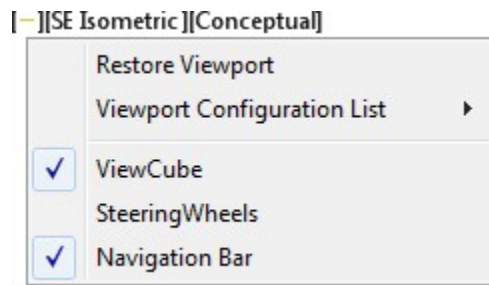 [−][SE Isometric][Conceptual]
Restore Viewport
Viewport Configuration List
ViewCube
SteeringWheels
Navigation Bar